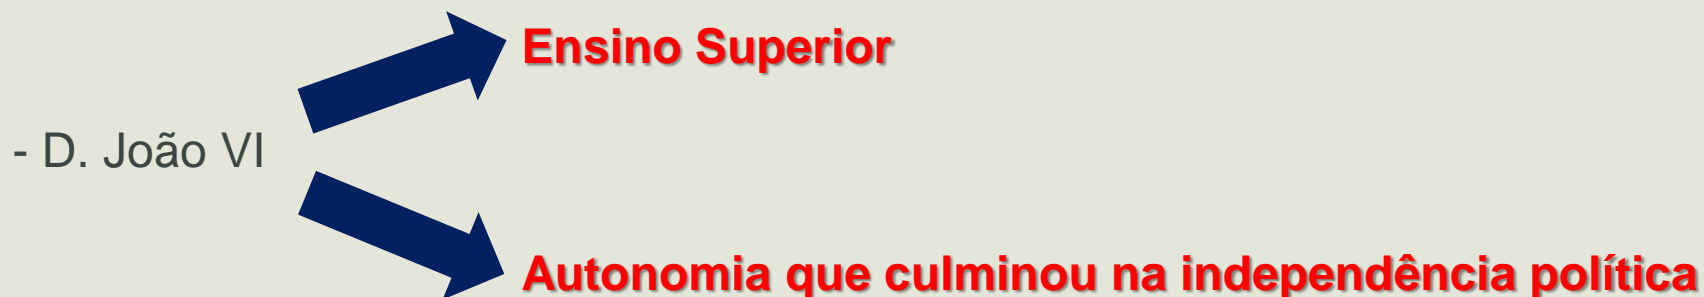 Ensino Superior
- D. João VI
Autonomia que culminou na independência política